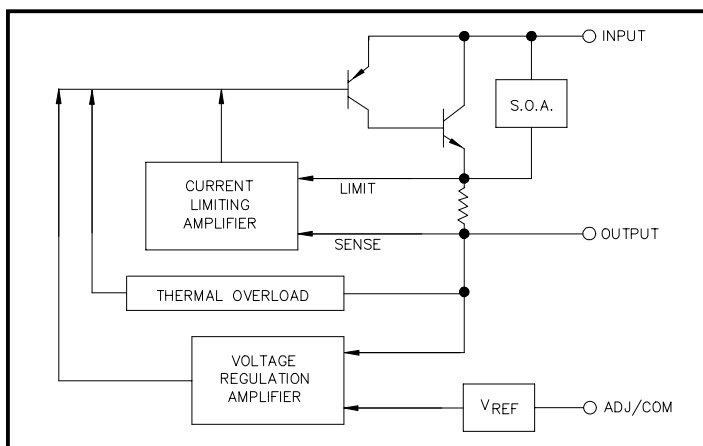 INPUT
S.O.A.
CURRENT
LIMITING
AMPLIFIER
LIMIT
SENSE
OUTPUT
THERMAL OVERLOAD
VOLTAGE
REGULATION
AMPLIFIER
VREF
ADJ/COM